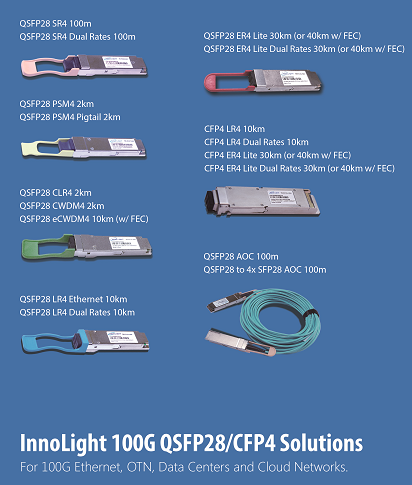 QSFP28 SR4 100m
QSFP28 SR4 Dual Rates 100m
QSFP28 PSM4 2km
QSFP28 PSM4 Pigtail 2km
QSFP28 CLR4 2km
QSFP28 CWDM4 2km
QSFP28 eCWDM4 10km (w/ FEC)
QSFP28 LR4 Ethernet 10km
QSFP28 LR4 Dual Rates 10km
QSFP28 ER4 Lite 30km (or 40km w/ FEC)
QSFP28 ER4 Lite Dual Rates 30km (or 40km w/ FEC)
CFP4 LR4 10km
CFP4 LR4 Dual Rates 10km
CFP4 ER4 Lite 30km (or 40km w/ FEC)
CFP4 ER4 Lite Dual Rates 30km (or 40km w/ FEC)
QSFP28 AOC 100m
QSFP28 to 4x SFP28 AOC 100m
InnoLight 100G QSFP28/CFP4 Solutions
For 100G Ethernet, OTN, Data Centers and Cloud Networks.